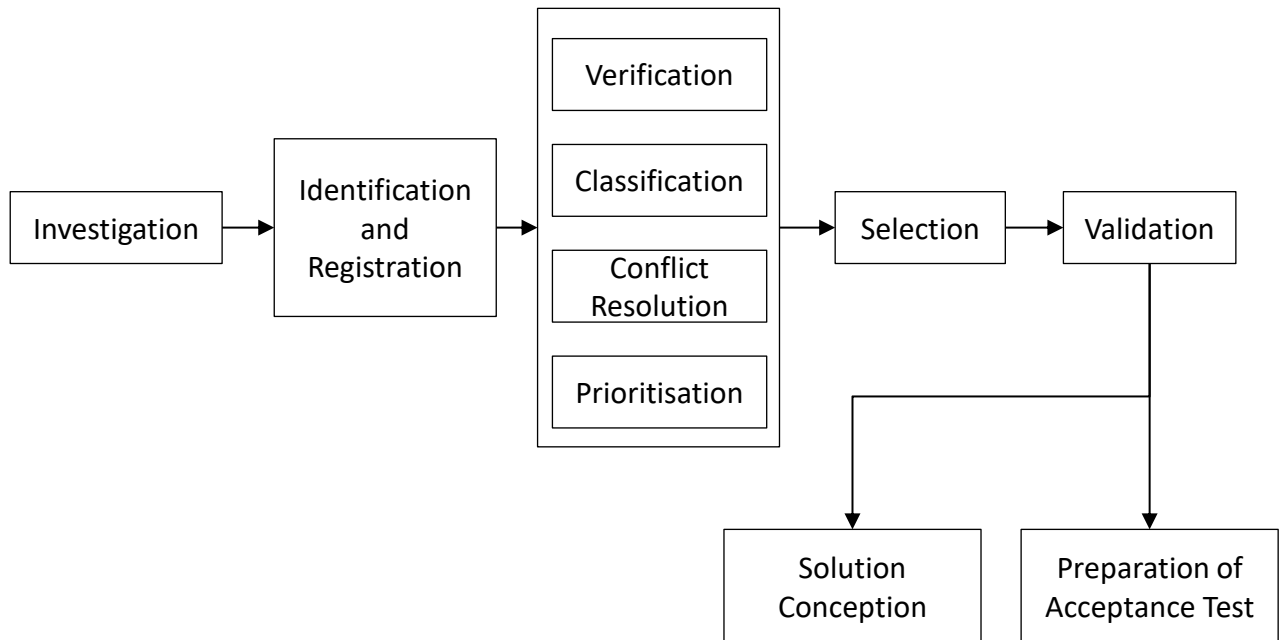 Investigation
Identification
and
Registration
Verification
Classification
Conflict
Resolution
Prioritisation
Selection
Validation
Solution
Conception
Preparation of
Acceptance Test